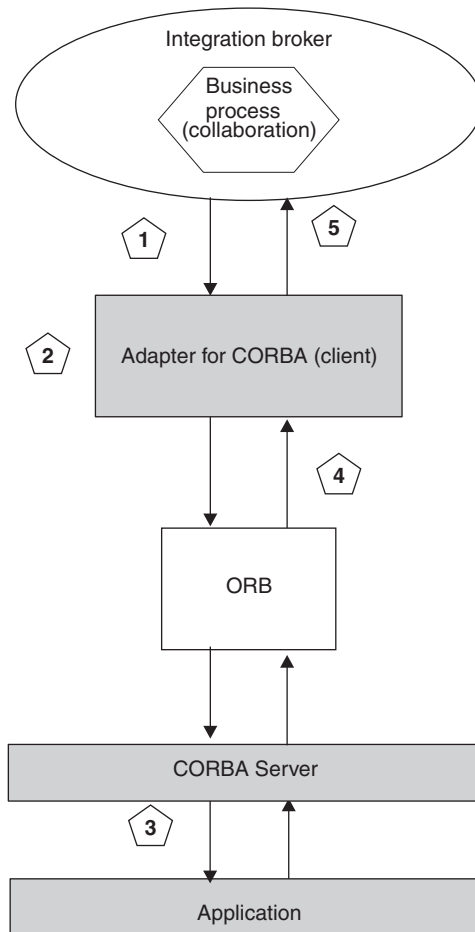 Integration broker
Business
process
(collaboration)
1
5
2
Adapter for CORBA (client)
4
ORB
CORBA Server
3
Application